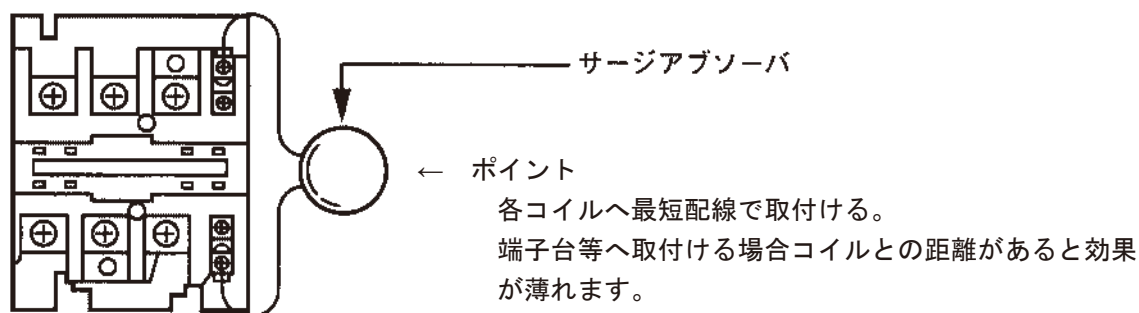 サージアブソーバ
← ポイント
各コイルへ最短配線で取付ける。
端子台等へ取付ける場合コイルとの距離があると効果
が薄れます。